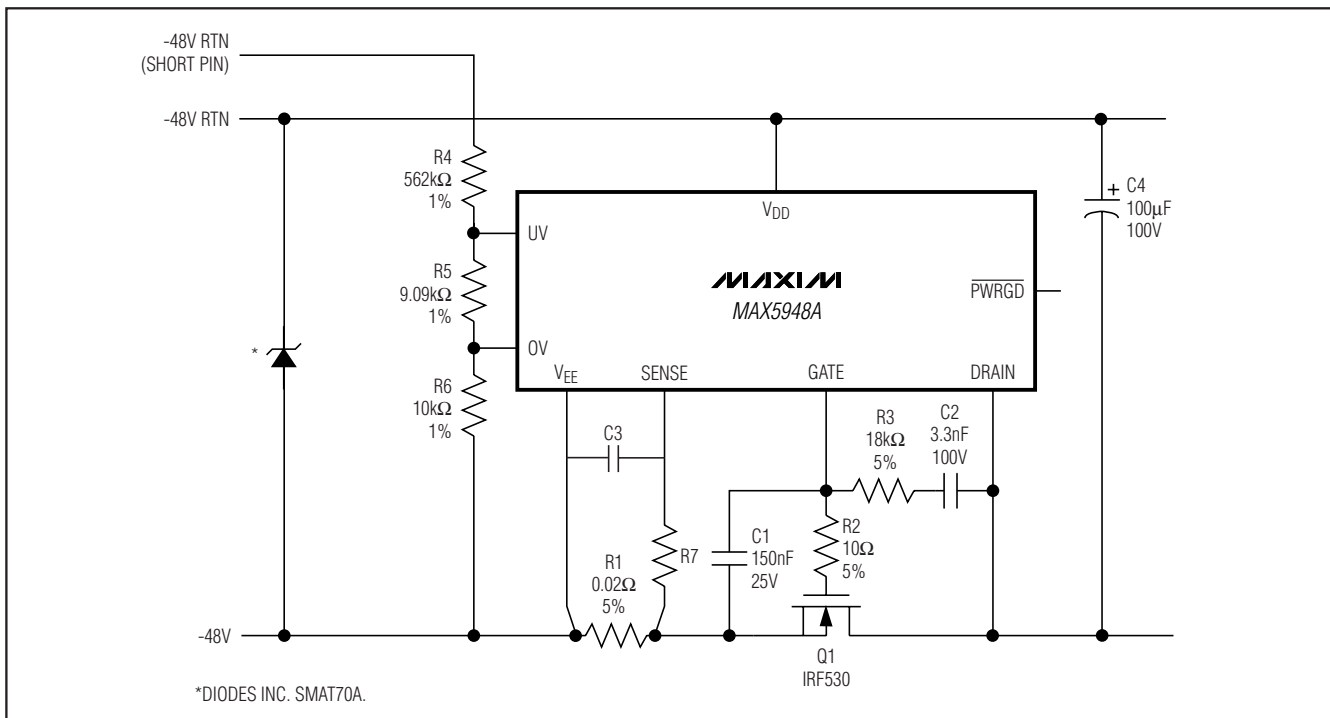 -48V RTN
(SHORT PIN)
-48V RTN
R4
562kΩ
1%
VDD
C4
100µF
100V
+
UV
R5
9.09kΩ
1%
MAXIM
MAX5948A
PWRGD
*
OV
VEE
SENSE
GATE
DRAIN
R6
10kΩ
1%
C3
R3
18kΩ
5%
C2
3.3nF
100V
R7
C1
150nF
25V
R2
10Ω
5%
R1
0.02Ω
5%
-48V
Q1
IRF530
*DIODES INC. SMAT70A.